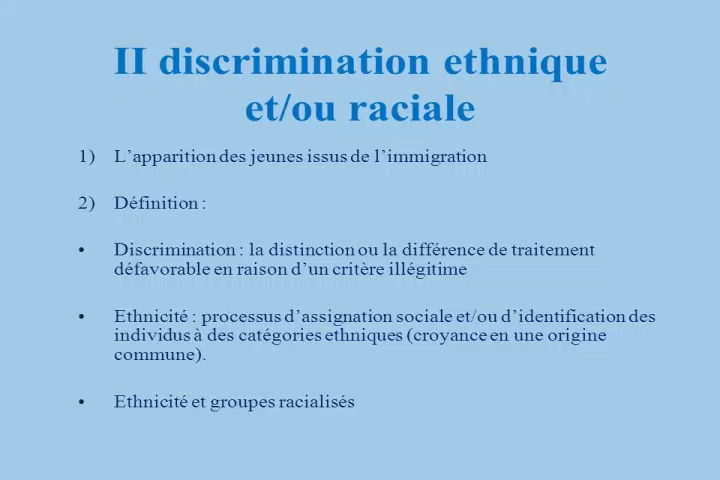 II discrimination ethnique
et/ou raciale
1) L’apparition des jeunes issus de l’immigration
2) Définition :
• Discrimination : la distinction ou la différence de traitement
défavorable en raison d’un critère illégitime
• Ethnicité : processus d’assignation sociale et/ou d’identification des
individus à des catégories ethniques (croyance en une origine
commune).
• Ethnicité et groupes racialisés